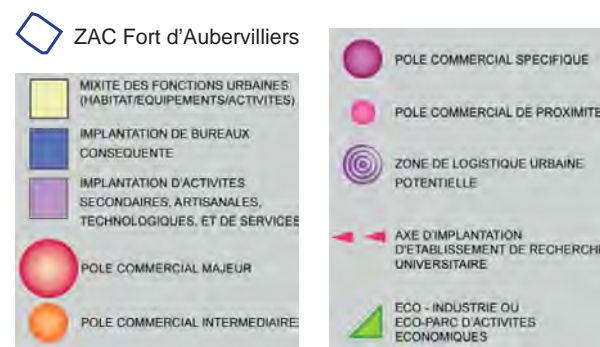 ZAC Fort d'Aubervilliers
MIXITE DES FONCTIONS URBAINES
(HABITAT/EQUIPEMENTS/ACTIVITES)
IMPLANTATION DE BUREAUX
CONSEQUENTE
IMPLANTATION D'ACTIVITES
SECONDAIRES, ARTISANALES,
TECHNOLOGIQUES, ET DE SERVICES
POLE COMMERCIAL MAJEUR
POLE COMMERCIAL INTERMEDIAIRE
POLE COMMERCIAL SPECIFIQUE
POLE COMMERCIAL DE PROXIMITE
ZONE DE LOGISTIQUE URBAINE
POTENTIELLE
AXE D'IMPLANTATION
D'ETABLISSEMENT DE RECHERCHE
UNIVERSITAIRE
ECO - INDUSTRIE OU
ECO-PARC D'ACTIVITES
ECONOMIQUES